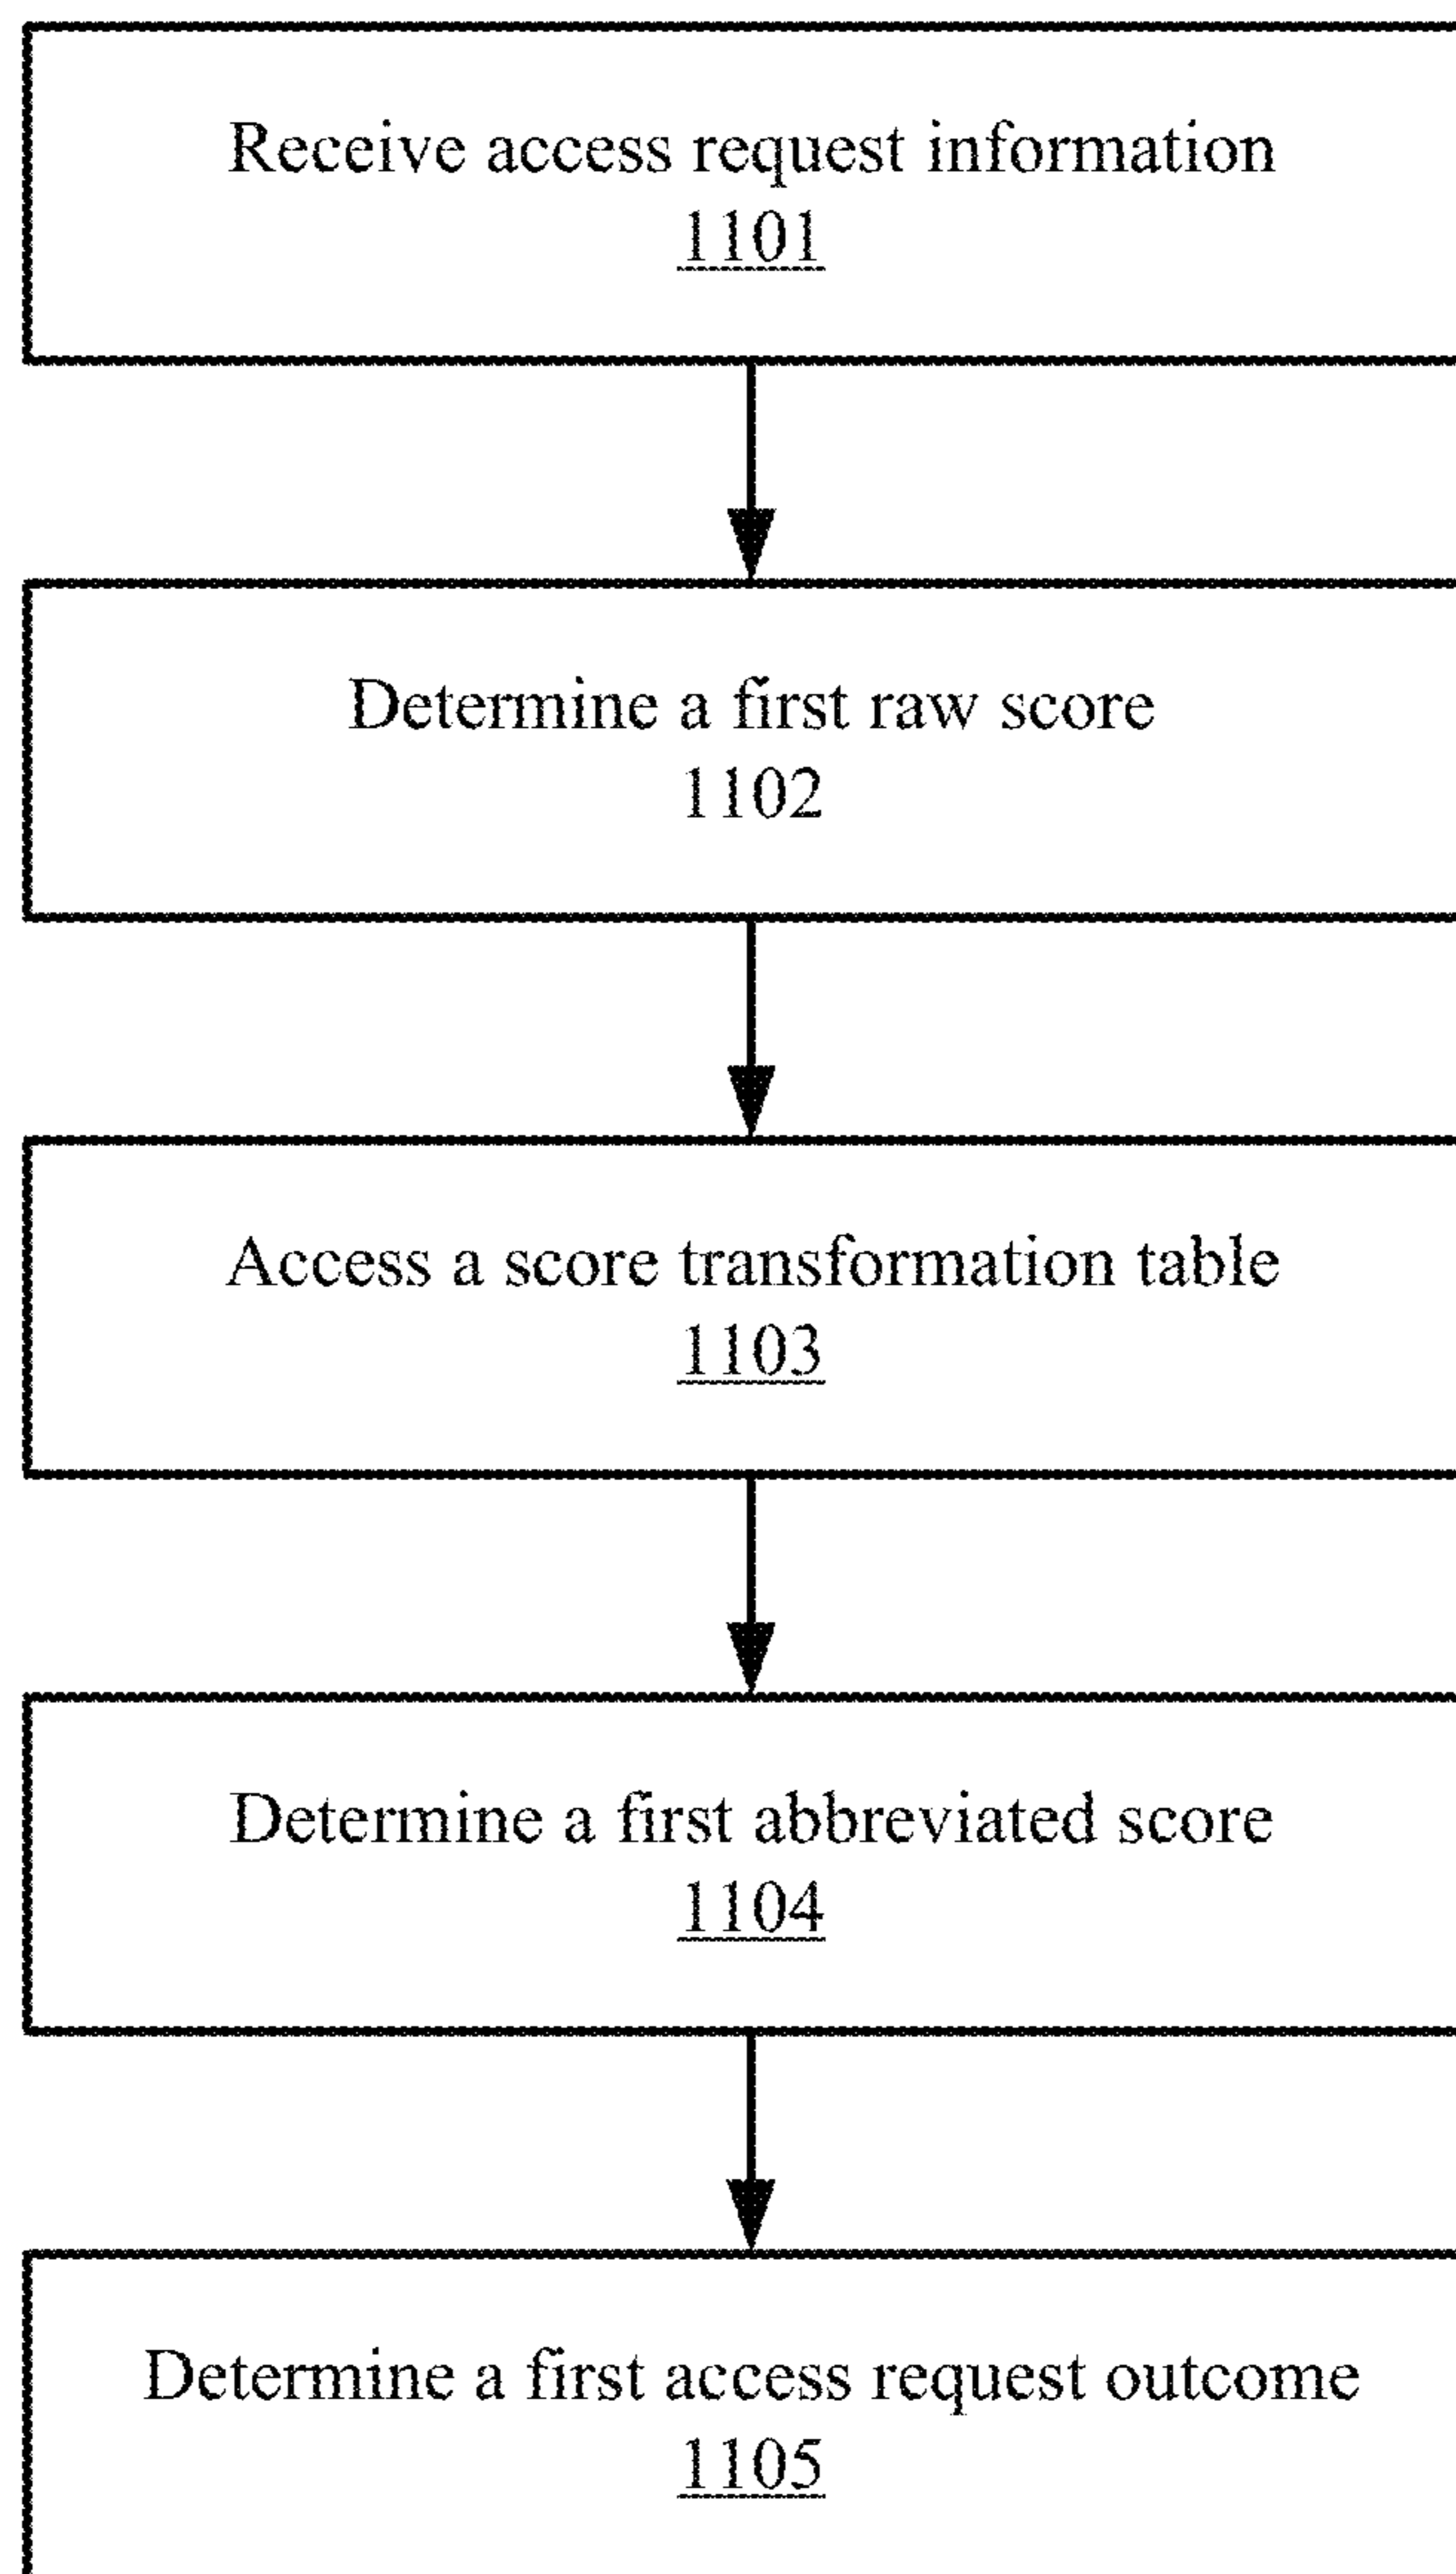 Receive access request information
1101
Determine a first raw score
1102
Access a score transformation table
1103
Determine a first abbreviated score
1104
Determine a first access request outcome
1105